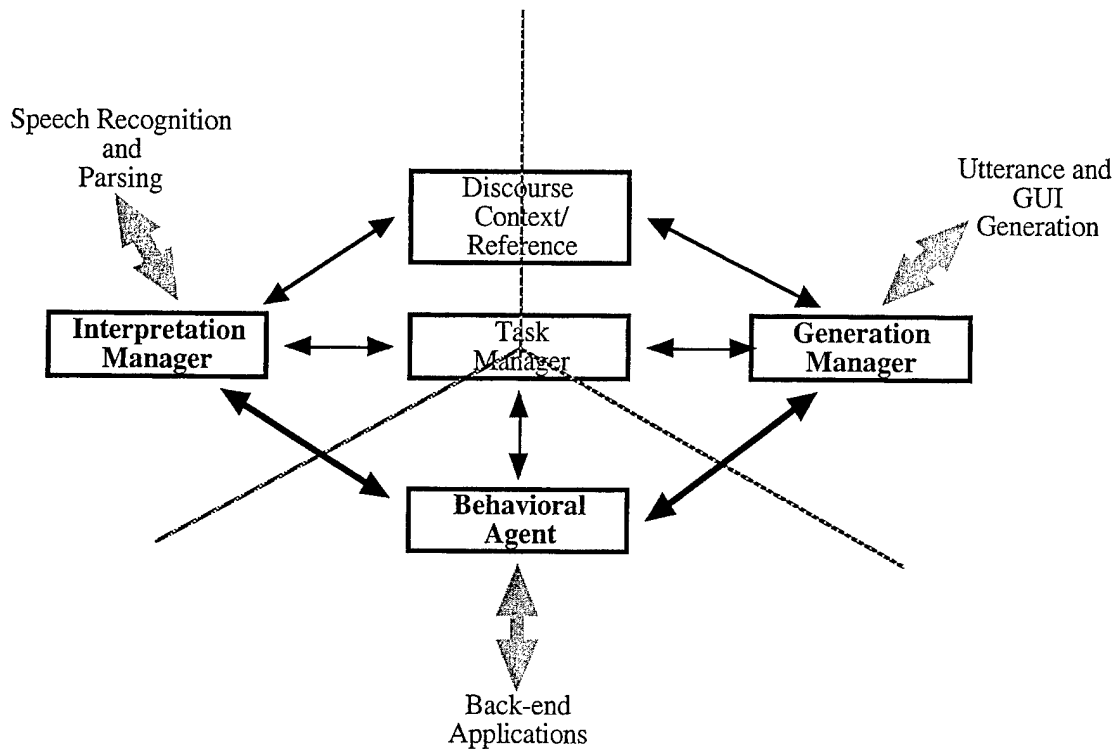 Speech Recognition
and
Parsing
Discourse
Context/
Reference
Utterance and
GUI
Generation
Interpretation
Manager
Task
Manager
Generation
Manager
Behavioral
Agent
Back-end
Applications